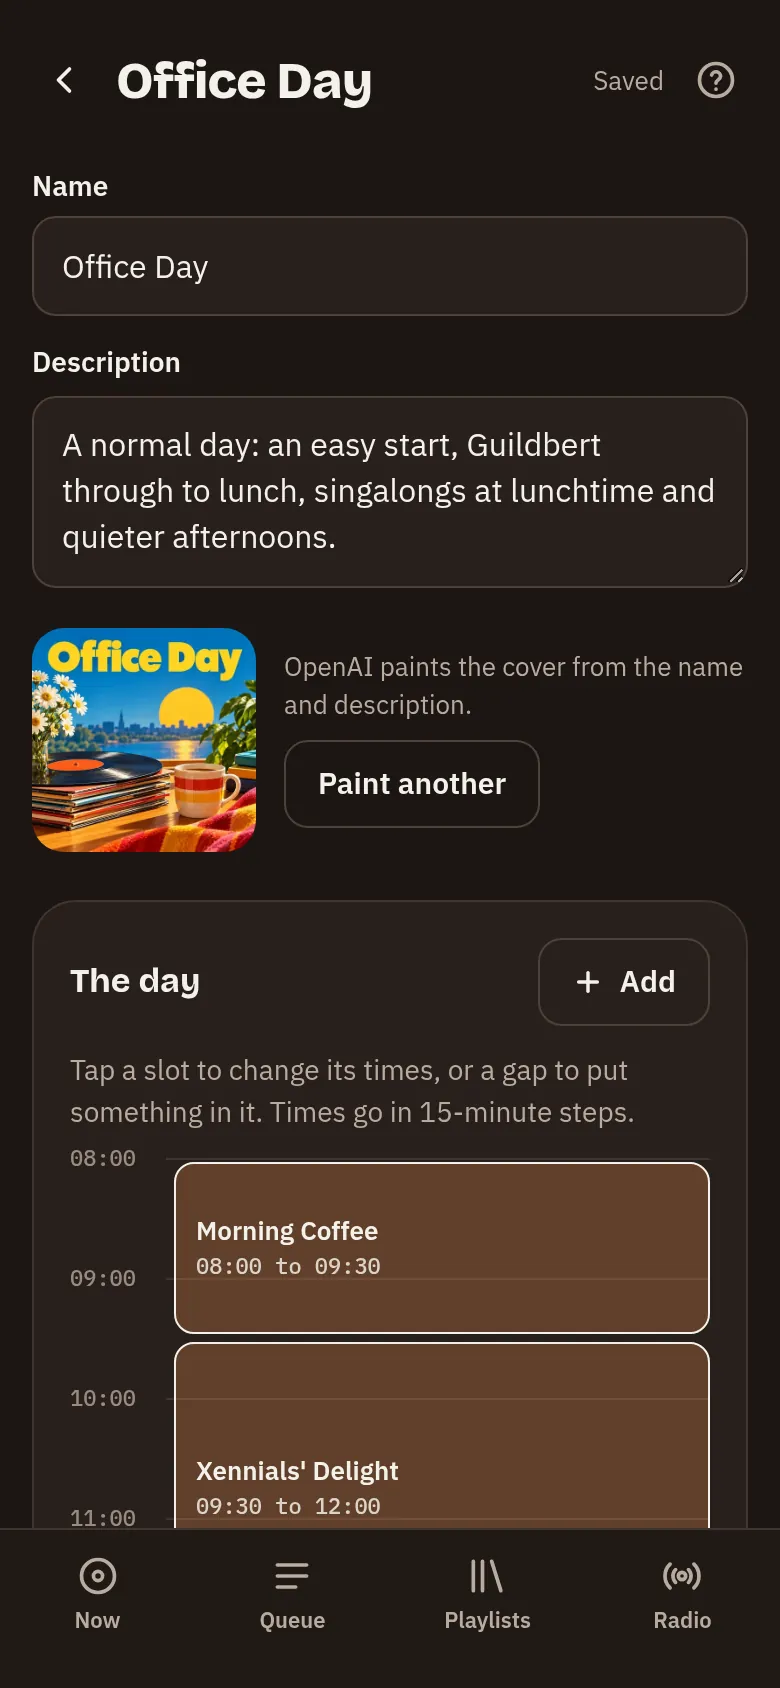 Office Day
Saved
Name
Office Day
Description
A normal day: an easy start, Guildbert
through to lunch, singalongs at lunchtime and
quieter afternoons.
Office Day
OpenAI paints the cover from the name
and description.
Paint another
The day
+ Add
Tap a slot to change its times, or a gap to put
something in it. Times go in 15-minute steps.
08:00
Morning Coffee
08:00 to 09:30
09:00
10:00
Xennials' Delight
09:30 to 12:00
11:00
Now
Queue
Playlists
Radio